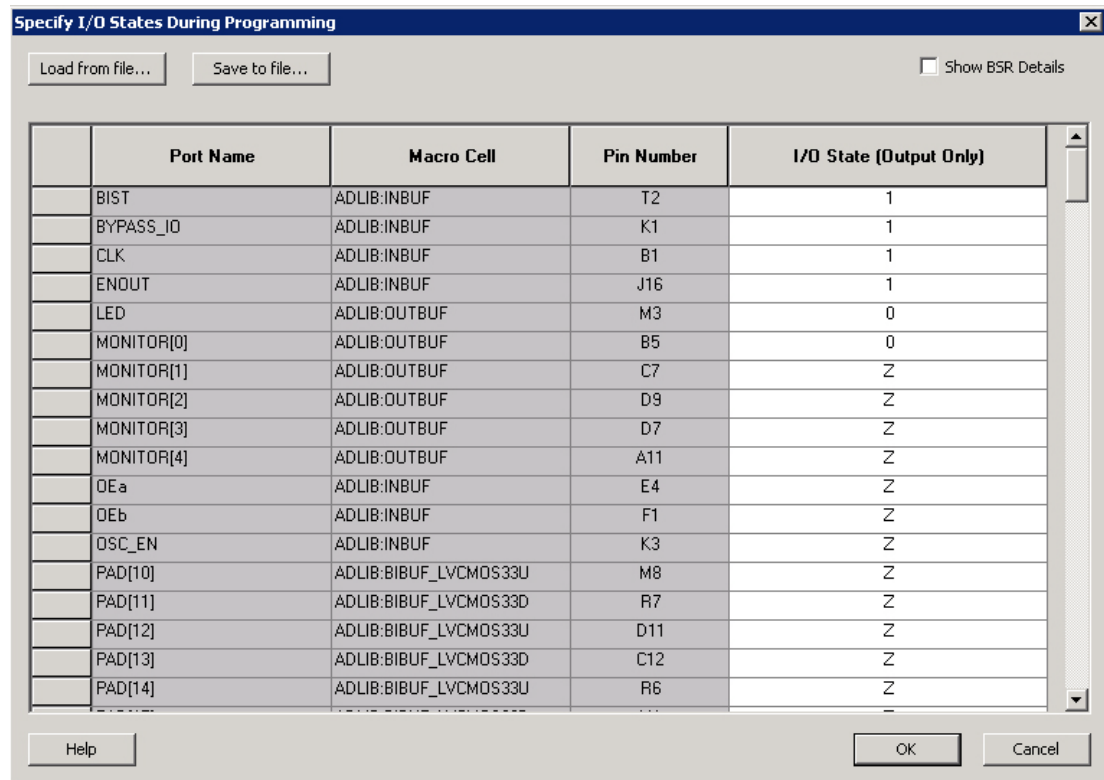 Specify I/O States During Programming
Load from file... Save to file... Show BSR Details
Port Name Macro Cell Pin Number I/O State (Output Only)
BIST ADLIB:INBUF T2 1
BYPASS_IO ADLIB:INBUF K1 1
CLK ADLIB:INBUF B1 1
ENOUT ADLIB:INBUF J16 1
LED ADLIB:OUTBUF M3 0
MONITOR[0] ADLIB:OUTBUF B5 0
MONITOR[1] ADLIB:OUTBUF C7 Z
MONITOR[2] ADLIB:OUTBUF D9 Z
MONITOR[3] ADLIB:OUTBUF D7 Z
MONITOR[4] ADLIB:OUTBUF A11 Z
OEa ADLIB:INBUF E4 Z
OEb ADLIB:INBUF F1 Z
OSC_EN ADLIB:INBUF K3 Z
PAD[10] ADLIB:BIBUF_LVCMOS33U M8 Z
PAD[11] ADLIB:BIBUF_LVCMOS33D R7 Z
PAD[12] ADLIB:BIBUF_LVCMOS33U D11 Z
PAD[13] ADLIB:BIBUF_LVCMOS33D C12 Z
PAD[14] ADLIB:BIBUF_LVCMOS33U R6 Z
Help OK Cancel